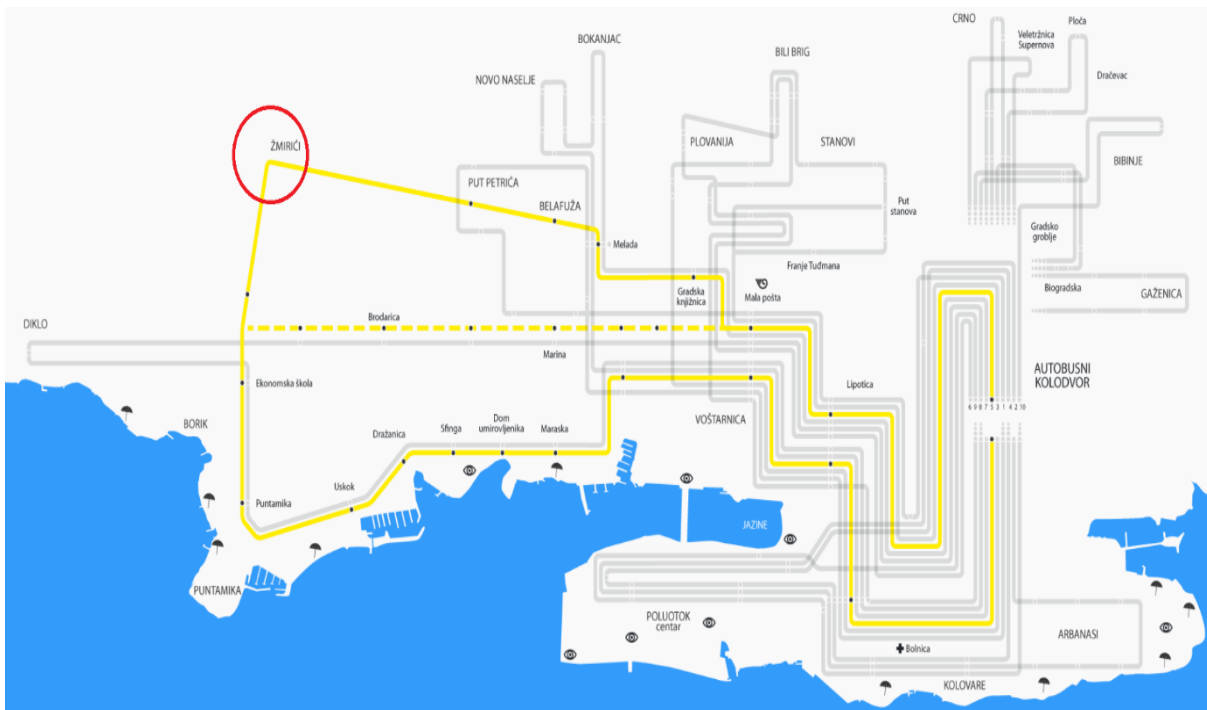 CRNO
Ploča
Veletržnica
Supernova
BOKANJAC
BILI BRIG
NOVO NASELJE
Dračevac
ŽMIRIĆI
PLOVANIJA
STANOVI
BIBINJE
PUT PETRIĆA
BELAFUŽA
Put
stanova
Gradsko
groblje
Melada
Franje Tuđmana
Gradska
knjižnica
Mala pošta
Biogradska
GAŽENICA
DIKLO
Brodarica
Marina
AUTOBUSNI
KOLODVOR
Ekonomska škola
Lipotica
6 9 8 7 5 3 1 4 2 10
BORIK
Dražanica
Sfinga
Dom
umirovljenika
Maraska
VOŠTARNICA
Uskok
Puntamika
JAZINE
PUNTAMIKA
POLUOTOK
centar
ARBANASI
Bolnica
KOLOVARE